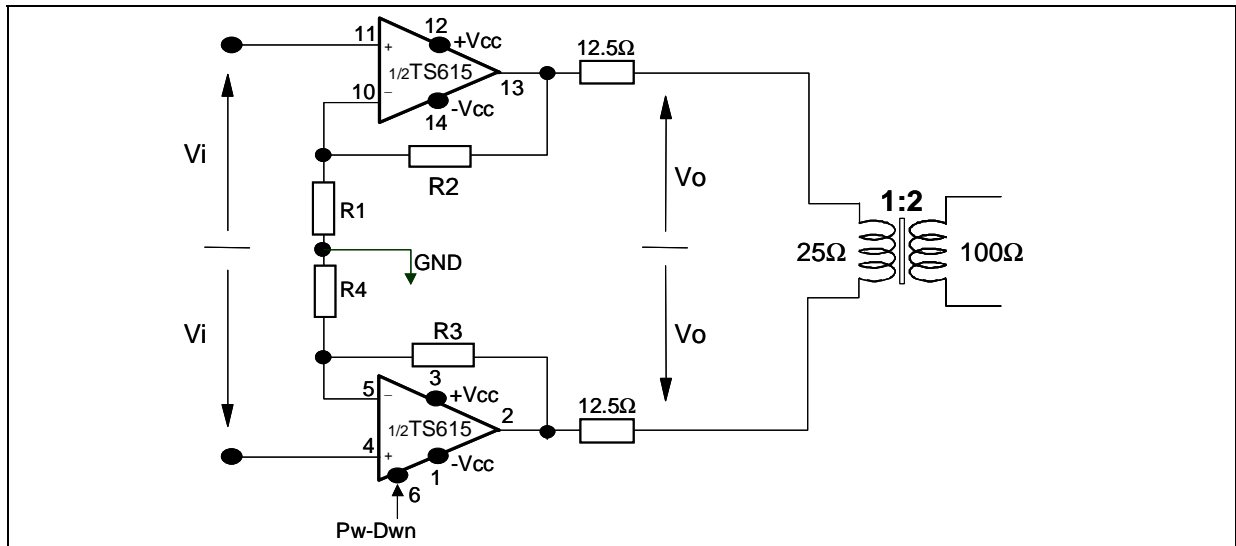 12
11
+
+Vcc
1/2TS615
13
12.5Ω
10
–
-Vcc
14
Vi
R2
Vo
R1
1:2
GND
25Ω
100Ω
R4
Vi
R3
Vo
3
5
–
+Vcc
2
12.5Ω
1/2TS615
4
+
-Vcc
1
6
Pw-Dwn